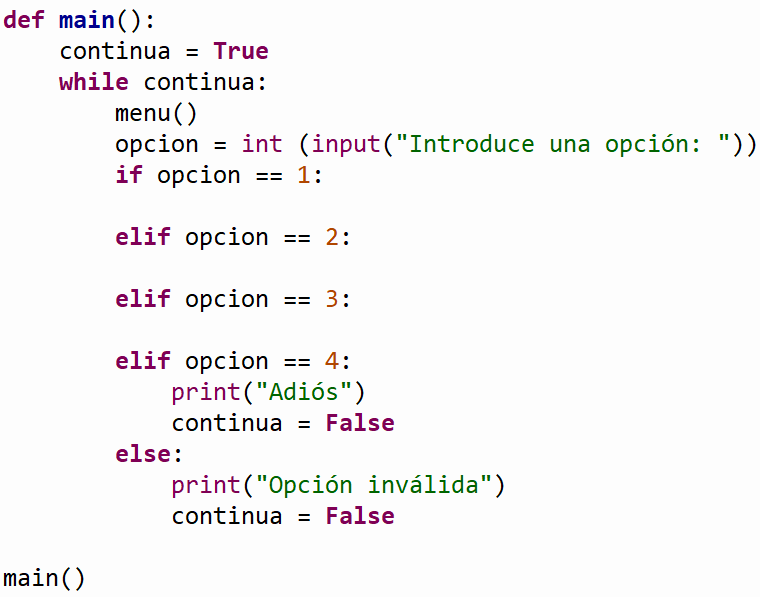 def main():
    continua = True
    while continua:
        menu()
        opcion = int (input("Introduce una opción: "))
        if opcion == 1:
        elif opcion == 2:
        elif opcion == 3:
        elif opcion == 4:
            print("Adiós")
            continua = False
        else:
            print("Opción inválida")
            continua = False
main()